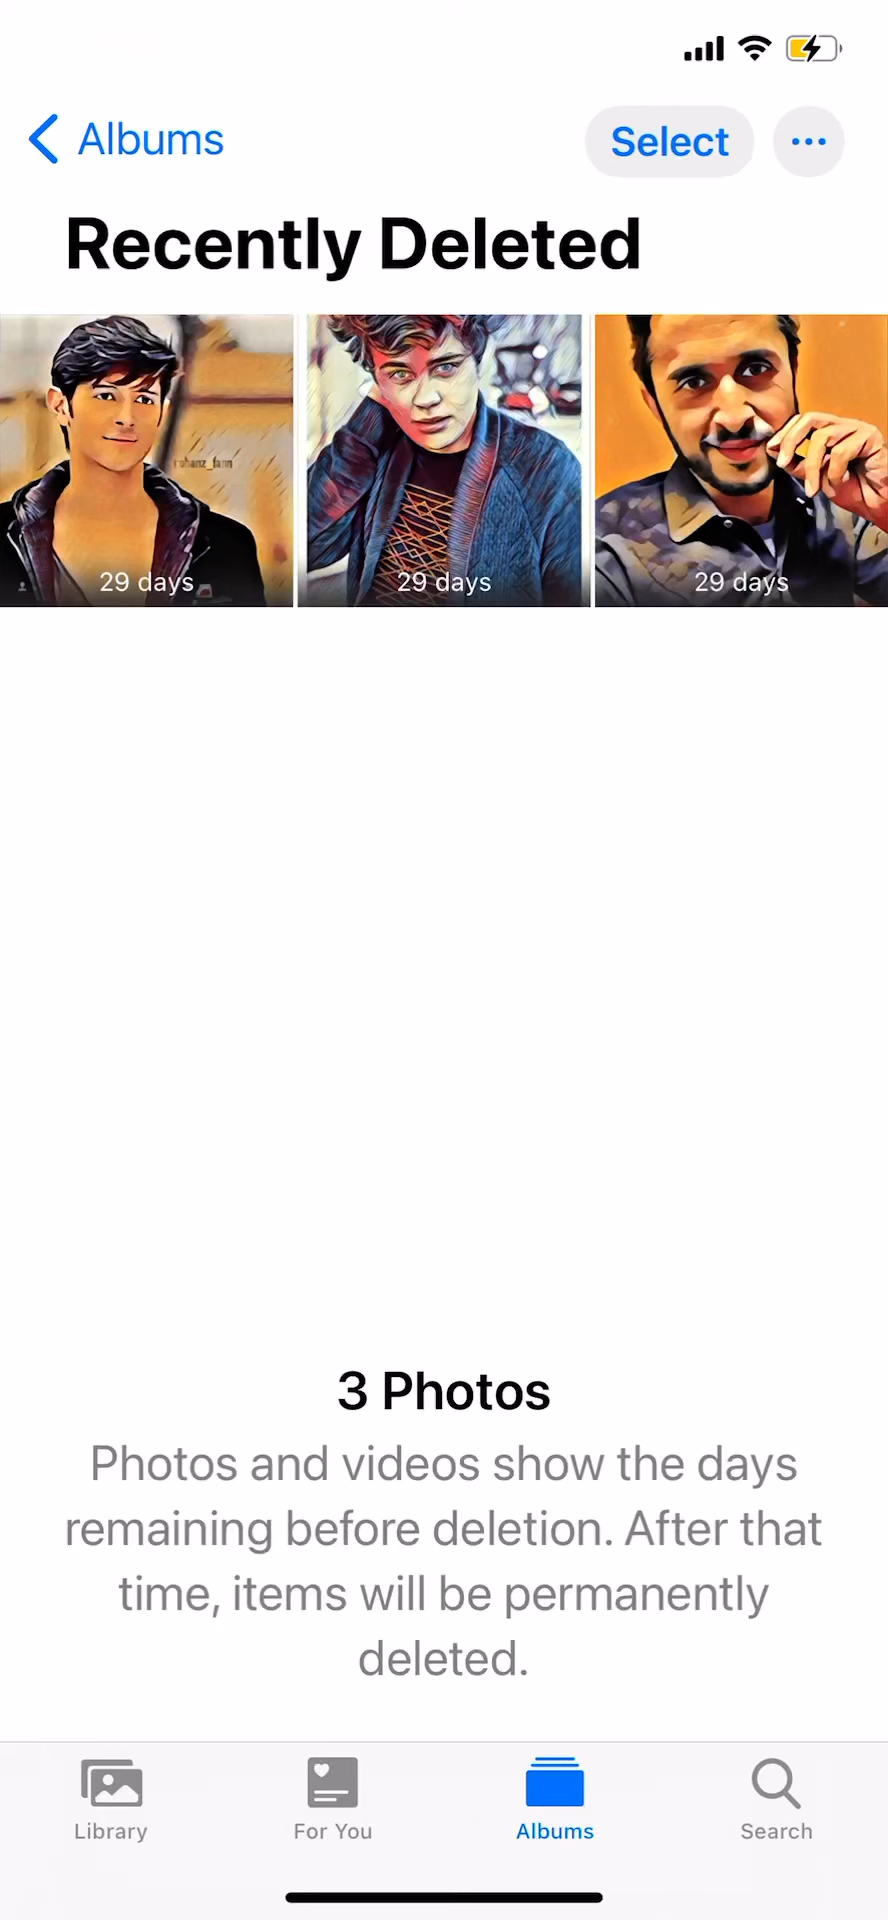 Albums
Select
Recently Deleted
29 days
29 days
29 days
3 Photos
Photos and videos show the days
remaining before deletion. After that
time, items will be permanently
deleted.
Library
For You
Albums
Search